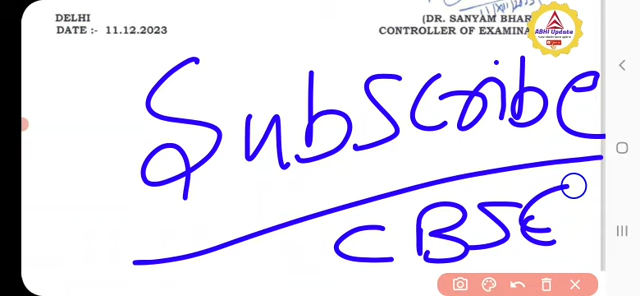 DELHI
DATE :- 11.12.2023
(DR. SANYAM BHAR
CONTROLLER OF EXAMINA
ABHI Update
Subscribe
CBSE